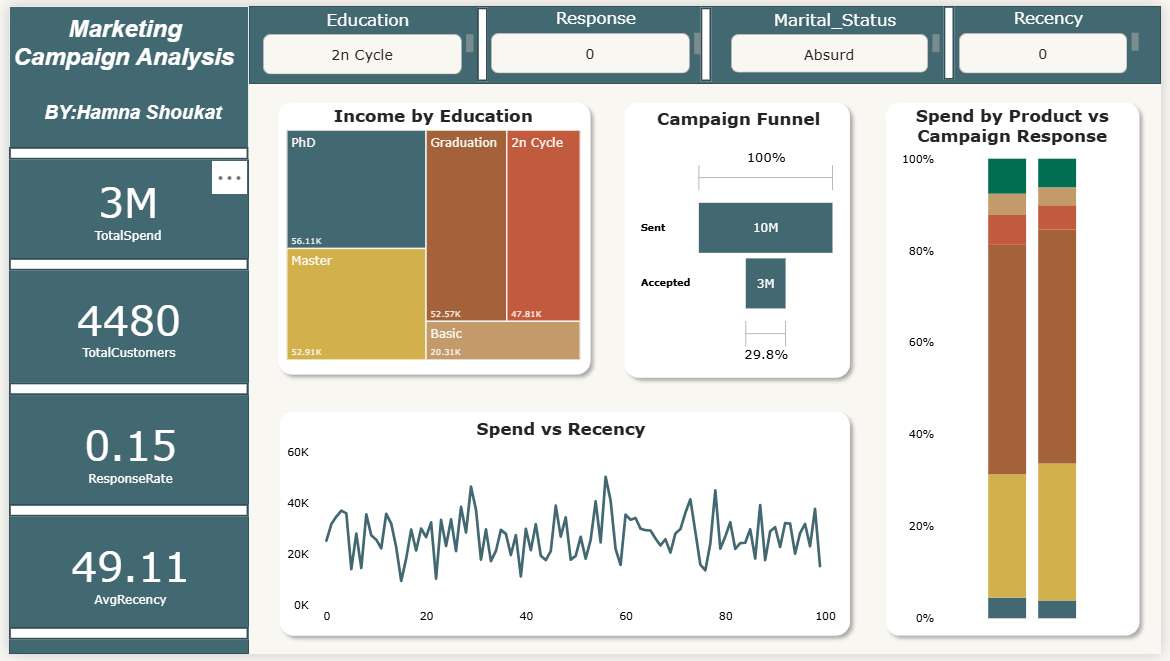 Marketing
Campaign Analysis
BY:Hamna Shoukat
Education
2n Cycle
Response
0
Marital_Status
Absurd
Recency
0
3M
TotalSpend
4480
TotalCustomers
0.15
ResponseRate
49.11
AvgRecency
Income by Education
PhD
56.11K
Master
52.91K
Graduation
52.57K
2n Cycle
47.81K
Basic
20.31K
Campaign Funnel
100%
Sent
10M
Accepted
3M
29.8%
Spend by Product vs
Campaign Response
100%
80%
60%
40%
20%
0%
Spend vs Recency
60K
40K
20K
0K
0 20 40 60 80 100